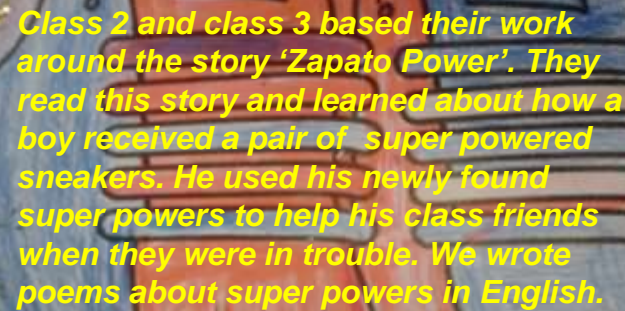 Class 2 and class 3 based their work
around the story ‘Zapato Power’. They
read this story and learned about how a
boy received a pair of  super powered
sneakers. He used his newly found
super powers to help his class friends
when they were in trouble. We wrote
poems about super powers in English.